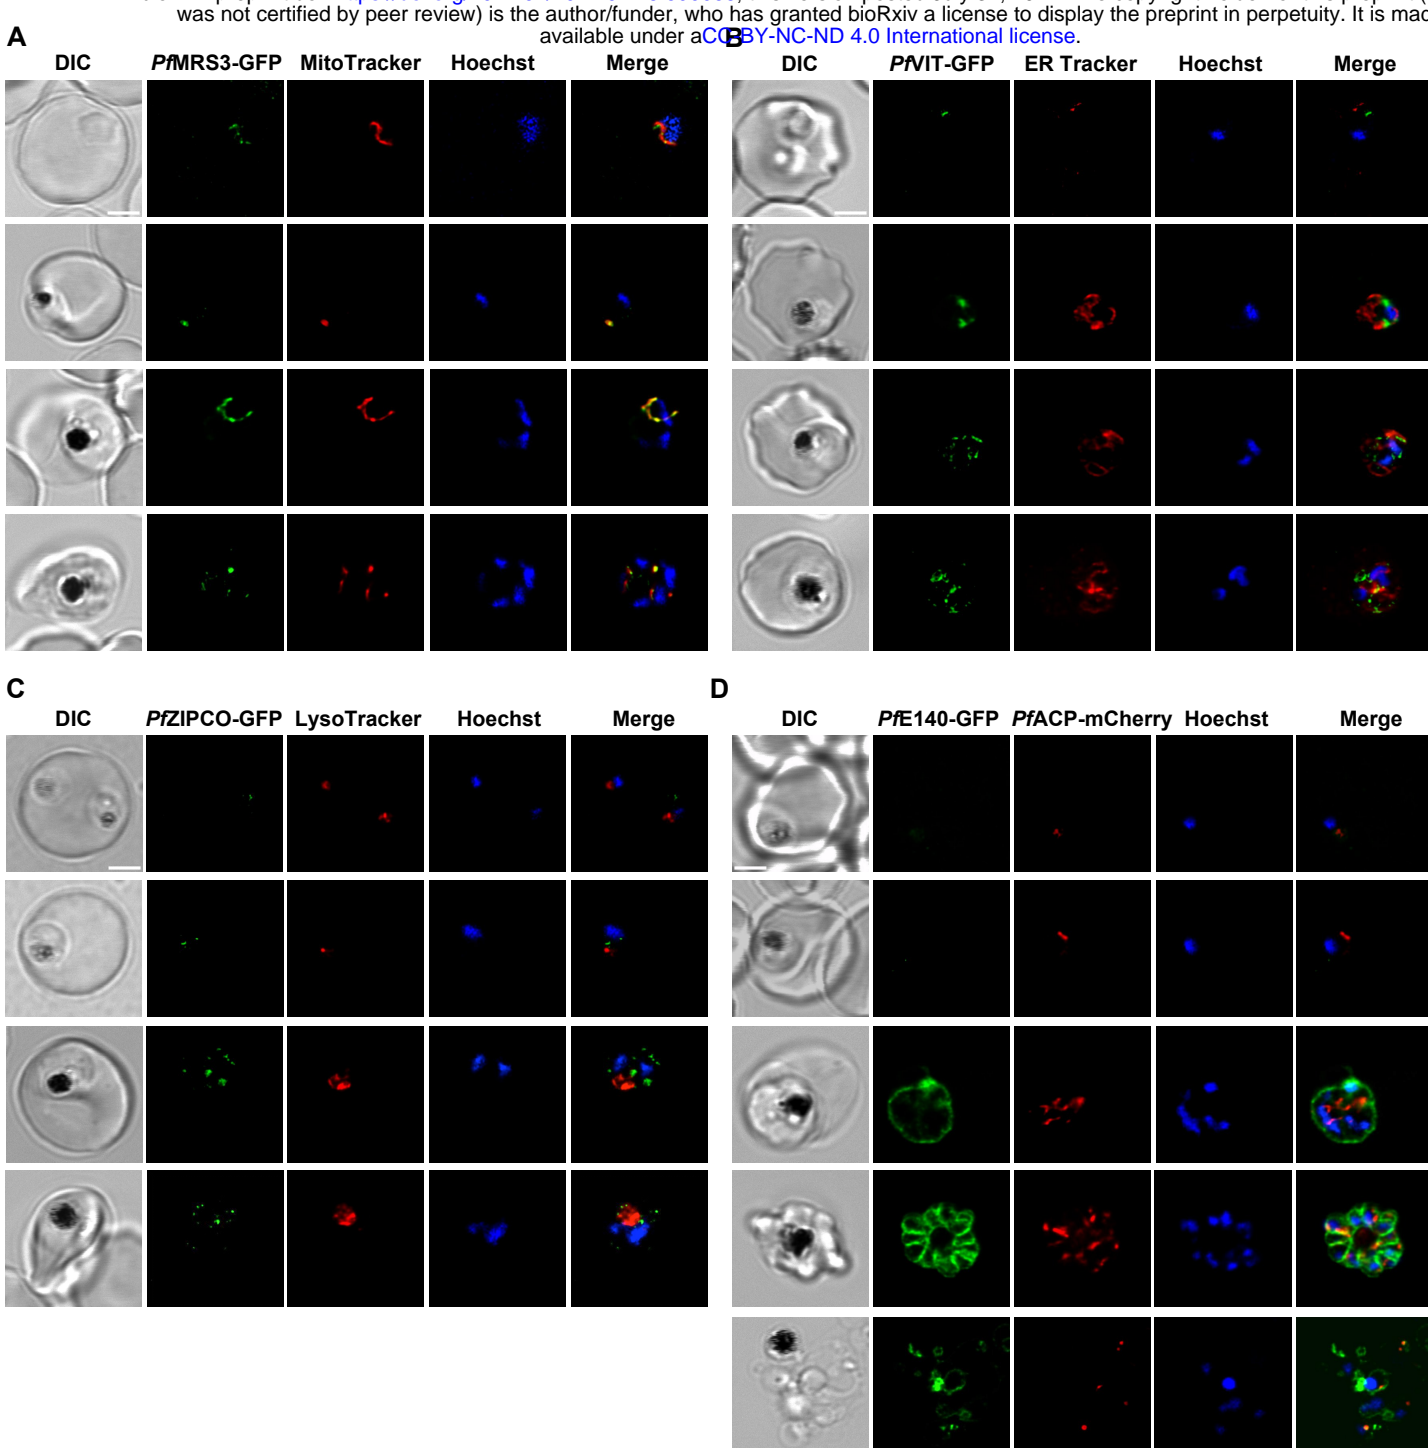 was not certified by peer review) is the author/funder, who has granted bioRxiv a license to display the preprint in perpetuity. It is
available under aCC-BY-NC-ND 4.0 International license.
A
B
DIC PfMRS3-GFP MitoTracker Hoechst Merge
DIC PfVIT-GFP ER Tracker Hoechst Merge
C
D
DIC PfZIPCO-GFP LysoTracker Hoechst Merge
DIC PfE140-GFP PfACP-mCherry Hoechst Merge